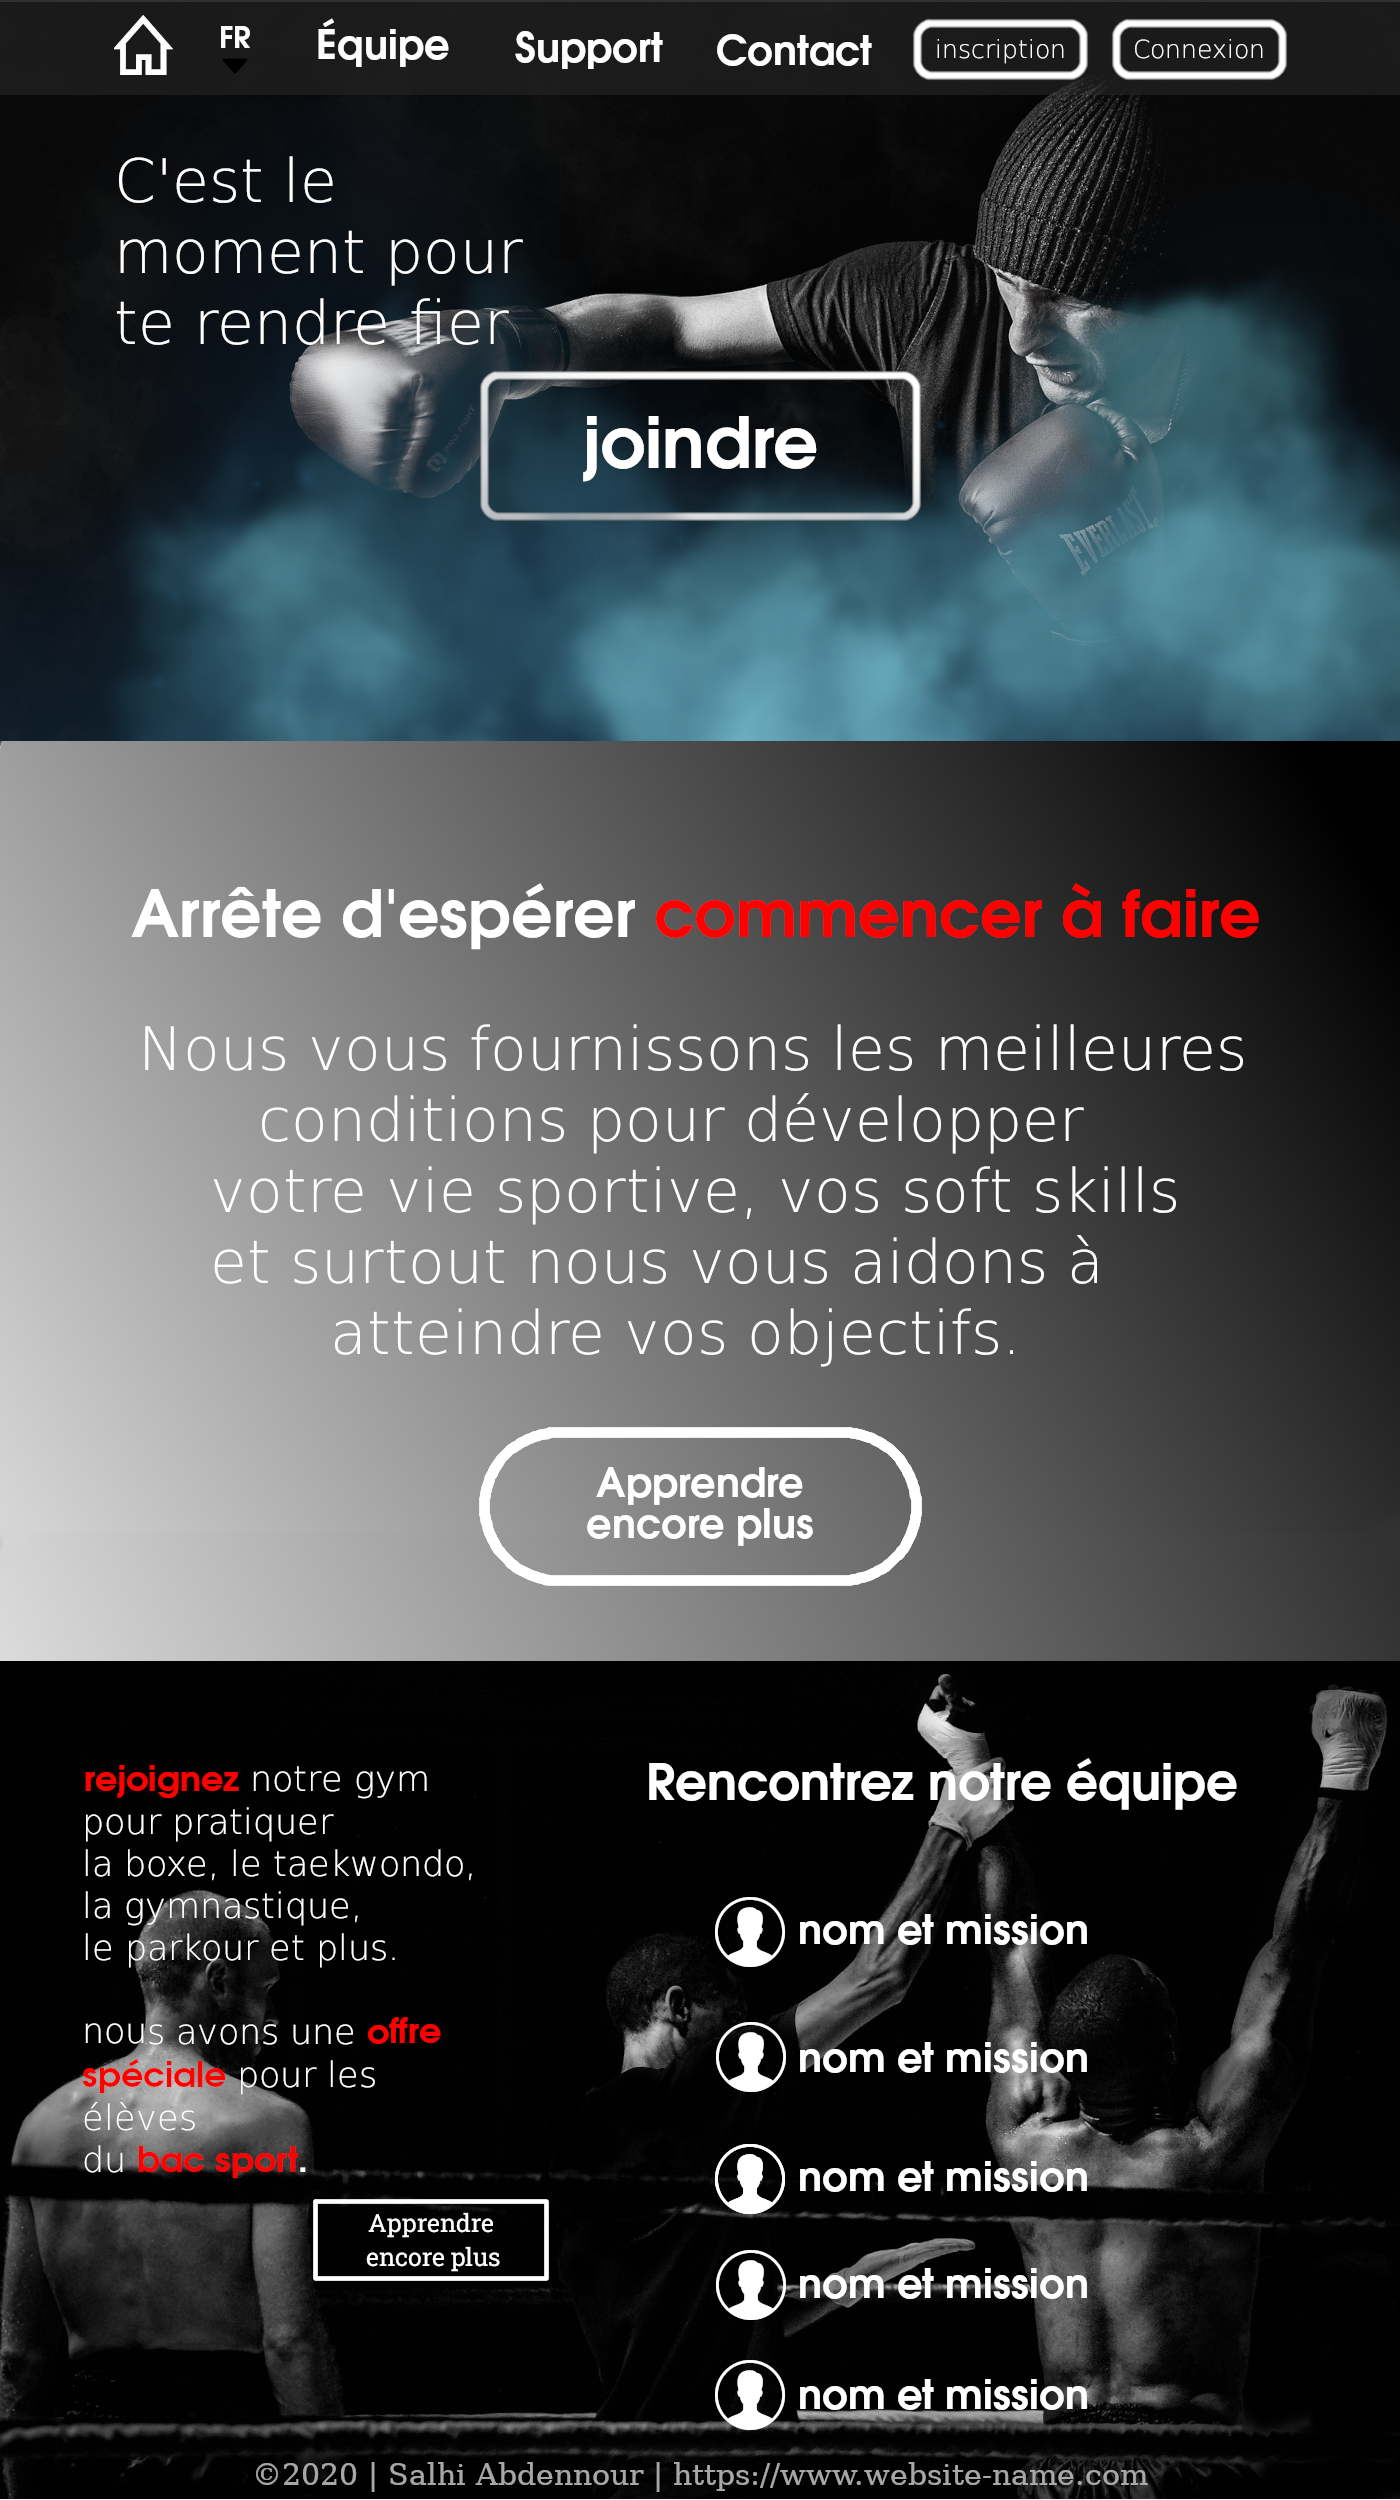 FR
Équipe
Support
Contact
inscription
Connexion
C'est le
moment pour
te rendre fier
joindre
EVERLAST
Arrête d'espérer commencer à faire
Nous vous fournissons les meilleures
conditions pour développer
votre vie sportive, vos soft skills
et surtout nous vous aidons à
atteindre vos objectifs.
Apprendre
encore plus
rejoignez notre gym
pour pratiquer
la boxe, le taekwondo,
la gymnastique,
le parkour et plus.
nous avons une offre
spéciale pour les
élèves
du bac sport.
Apprendre
encore plus
Rencontrez notre équipe
nom et mission
nom et mission
nom et mission
nom et mission
nom et mission
©2020 | Salhi Abdennour | https://www.website-name.com